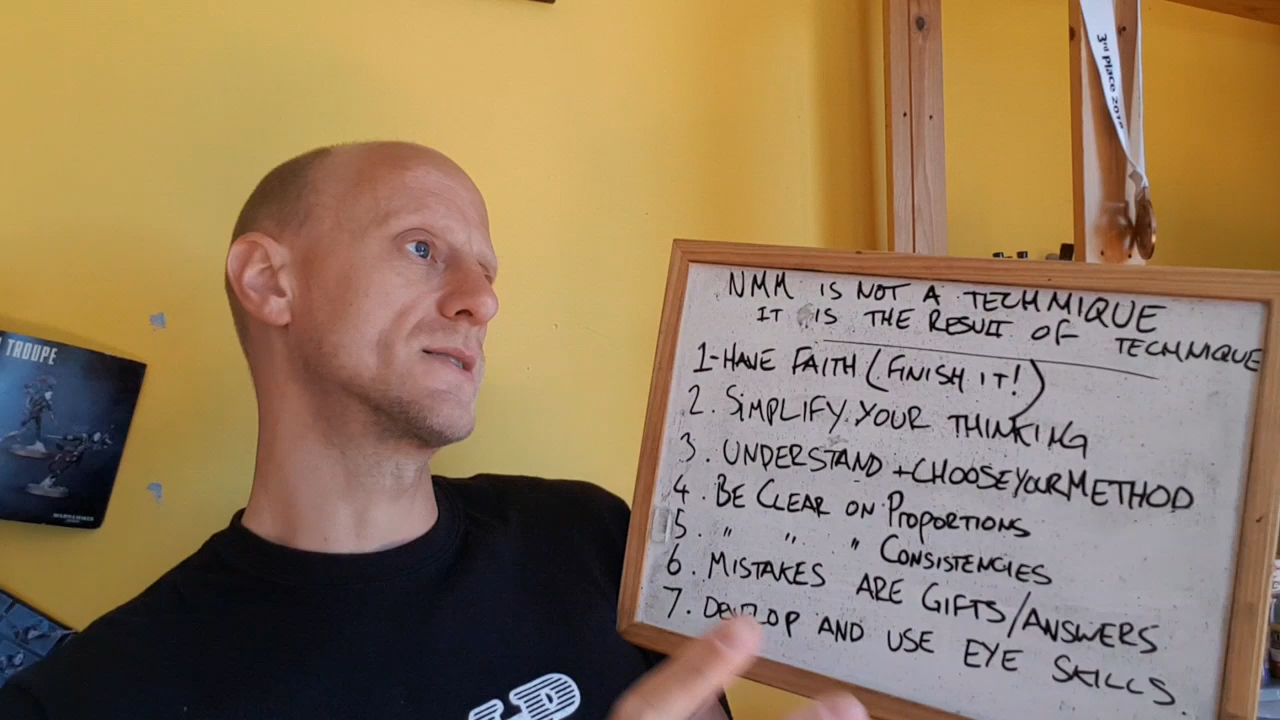 3rd Place 2018
NMM IS NOT A TECHNIQUE
IT IS THE RESULT OF TECHNIQUE
1-HAVE FAITH (FINISH IT!)
2. SIMPLIFY YOUR THINKING
3. UNDERSTAND + CHOOSE YOUR METHOD
4. BE CLEAR ON PROPORTIONS
5. " " " CONSISTENCIES
6. MISTAKES ARE GIFTS/ANSWERS
7. DEVELOP AND USE EYE SKILLS.
TROUPE